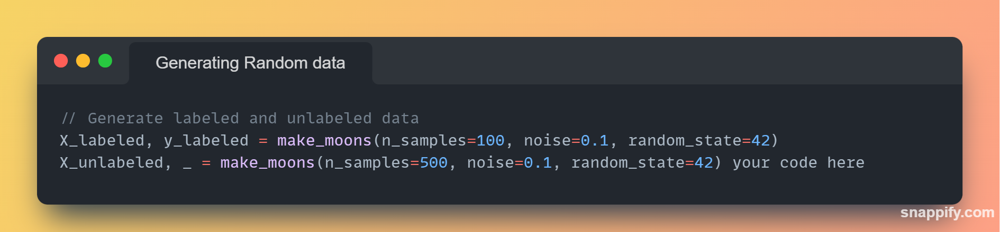 Generating Random data
// Generate labeled and unlabeled data
X_labeled, y_labeled = make_moons(n_samples=100, noise=0.1, random_state=42)
X_unlabeled, _ = make_moons(n_samples=500, noise=0.1, random_state=42) your code here
snappify.com